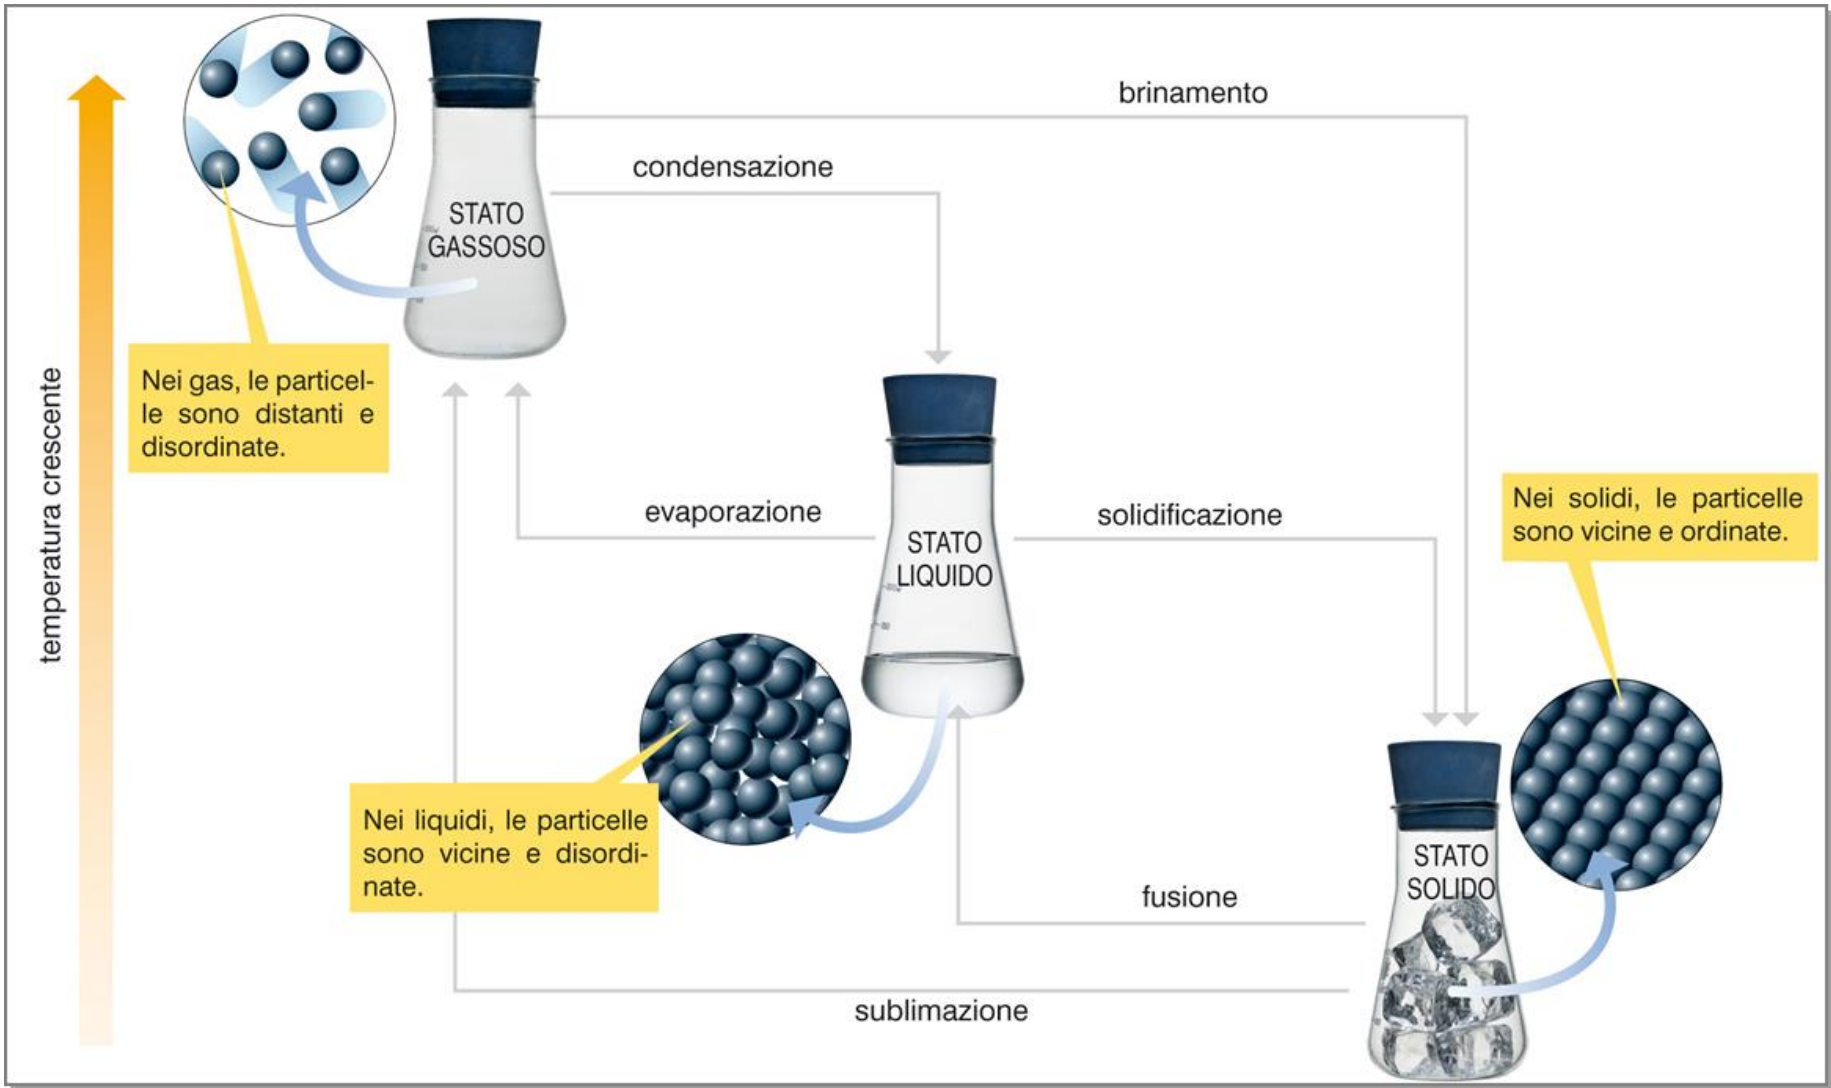 brinamento
condensazione
STATO
GASSOSO
temperatura crescente
Nei gas, le particel-
le sono distanti e
disordinate.
evaporazione
solidificazione
STATO
LIQUIDO
Nei solidi, le particelle
sono vicine e ordinate.
Nei liquidi, le particelle
sono vicine e disordi-
nate.
STATO
SOLIDO
fusione
sublimazione